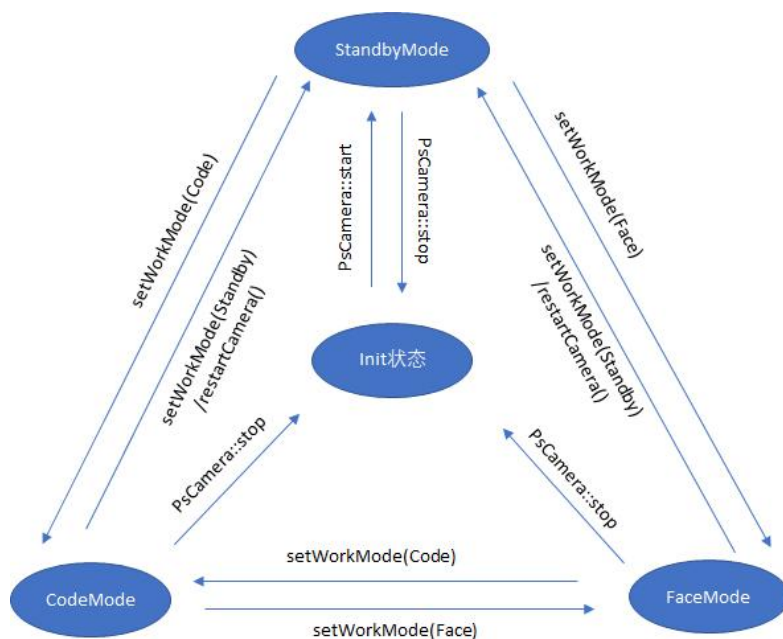 StandbyMode
setWorkMode(Code)
setWorkMode(Standby)
/restartCamera()
PsCamera::start
PsCamera::stop
setWorkMode(Face)
setWorkMode(Standby)
/restartCamera()
Init状态
PsCamera::stop
PsCamera::stop
CodeMode
setWorkMode(Code)
setWorkMode(Face)
FaceMode